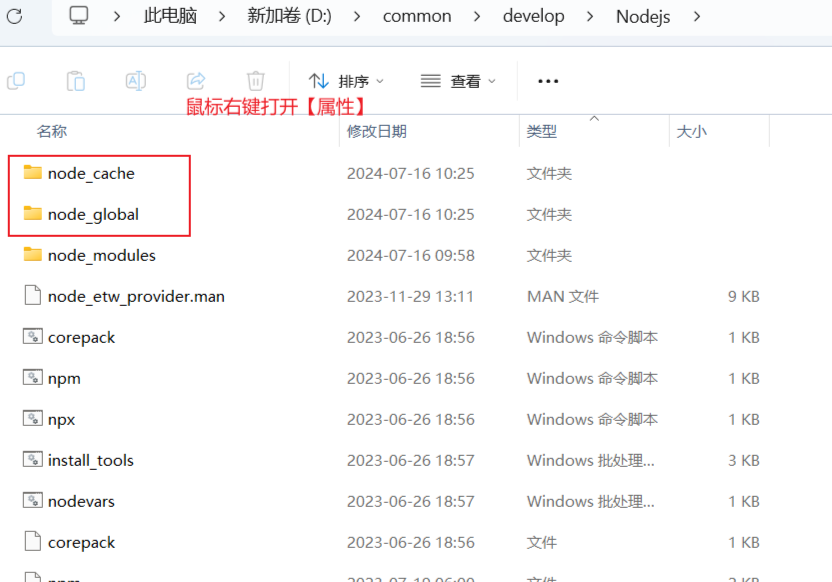 此电脑 > 新加卷 (D:) > common > develop > Nodejs >
排序 查看
鼠标右键打开【属性】
名称 修改日期 类型 大小
node_cache 2024-07-16 10:25 文件夹
node_global 2024-07-16 10:25 文件夹
node_modules 2024-07-16 09:58 文件夹
node_etw_provider.man 2023-11-29 13:11 MAN 文件 9 KB
corepack 2023-06-26 18:56 Windows 命令脚本 1 KB
npm 2023-06-26 18:56 Windows 命令脚本 1 KB
npx 2023-06-26 18:56 Windows 命令脚本 1 KB
install_tools 2023-06-26 18:57 Windows 批处理... 3 KB
nodevars 2023-06-26 18:57 Windows 批处理... 1 KB
corepack 2023-06-26 18:56 文件 1 KB